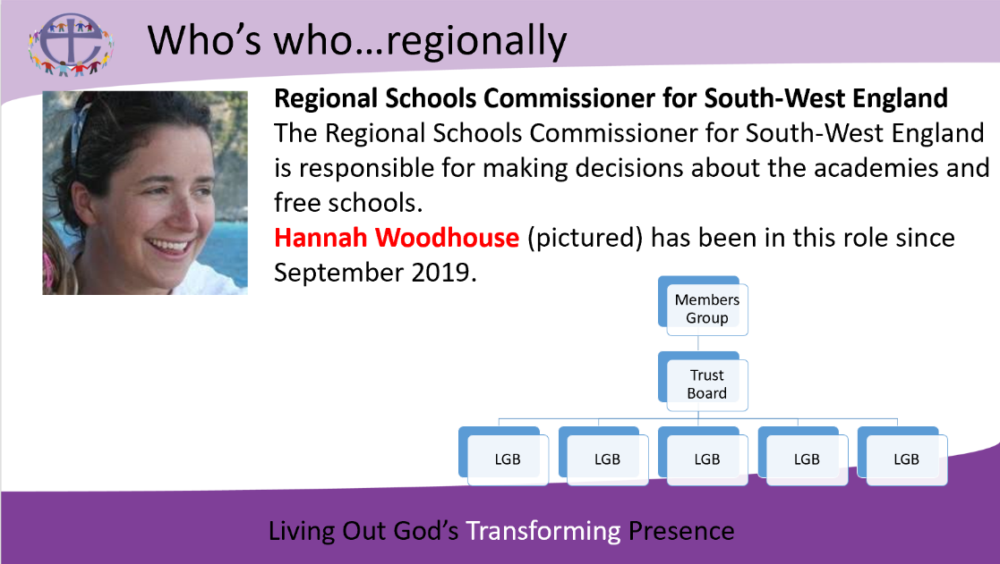 Who's who...regionally
Regional Schools Commissioner for South-West England
The Regional Schools Commissioner for South-West England
is responsible for making decisions about the academies and
free schools.
Hannah Woodhouse (pictured) has been in this role since
September 2019.
Members
Group
Trust
Board
LGB
LGB
LGB
LGB
LGB
Living Out God's Transforming Presence